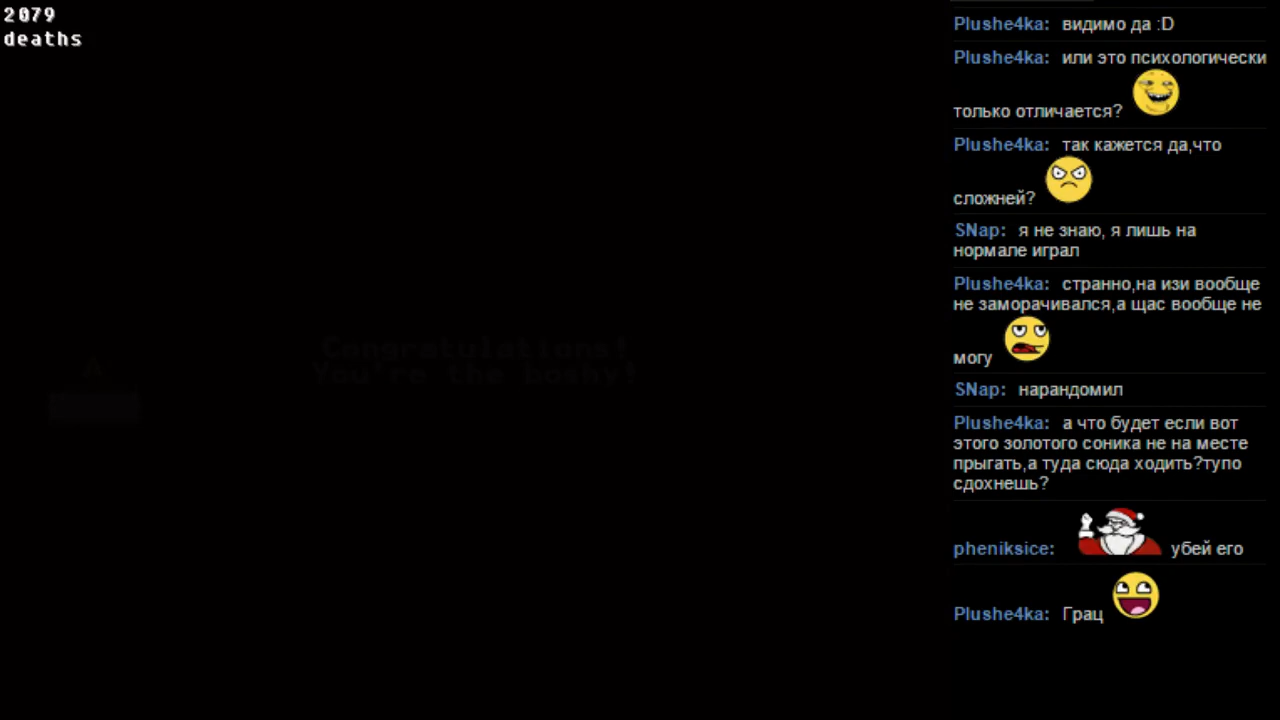 2079
deaths
Congratulations!
You're the boshy!
Plushe4ka: видимо да :D
Plushe4ka: или это психологически
только отличается?
Plushe4ka: так кажется да,что
сложней?
SNap: я не знаю, я лишь на
нормале играл
Plushe4ka: странно,на изи вообще
не заморачивался,а щас вообще не
могу
SNap: нарандомил
Plushe4ka: а что будет если вот
этого золотого соника не на месте
прыгать,а туда сюда ходить?тупо
сдохнешь?
pheniksice: убей его
Plushe4ka: Грац